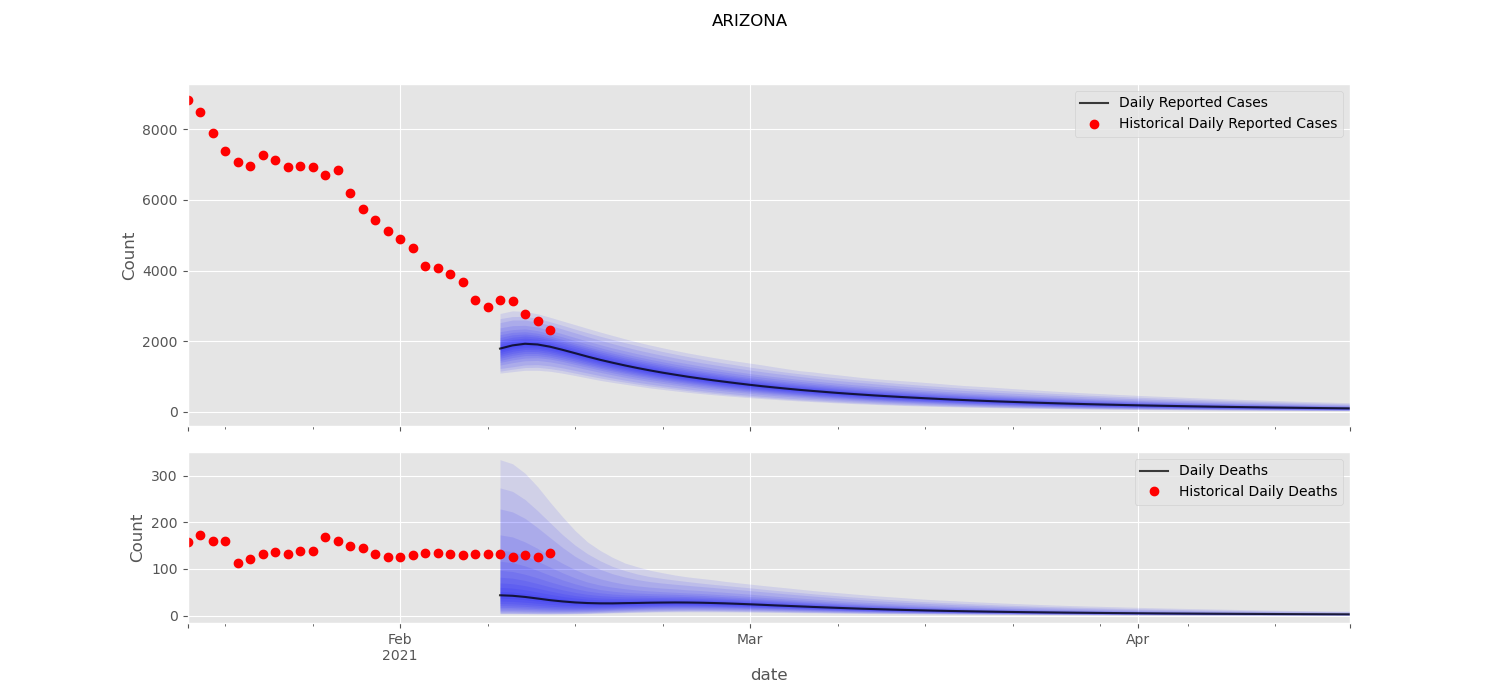 ARIZONA
Daily Reported Cases
Historical Daily Reported Cases
8000
6000
4000
2000
0
Count
Daily Deaths
Historical Daily Deaths
300
200
100
0
Count
Feb
2021
Mar
Apr
date